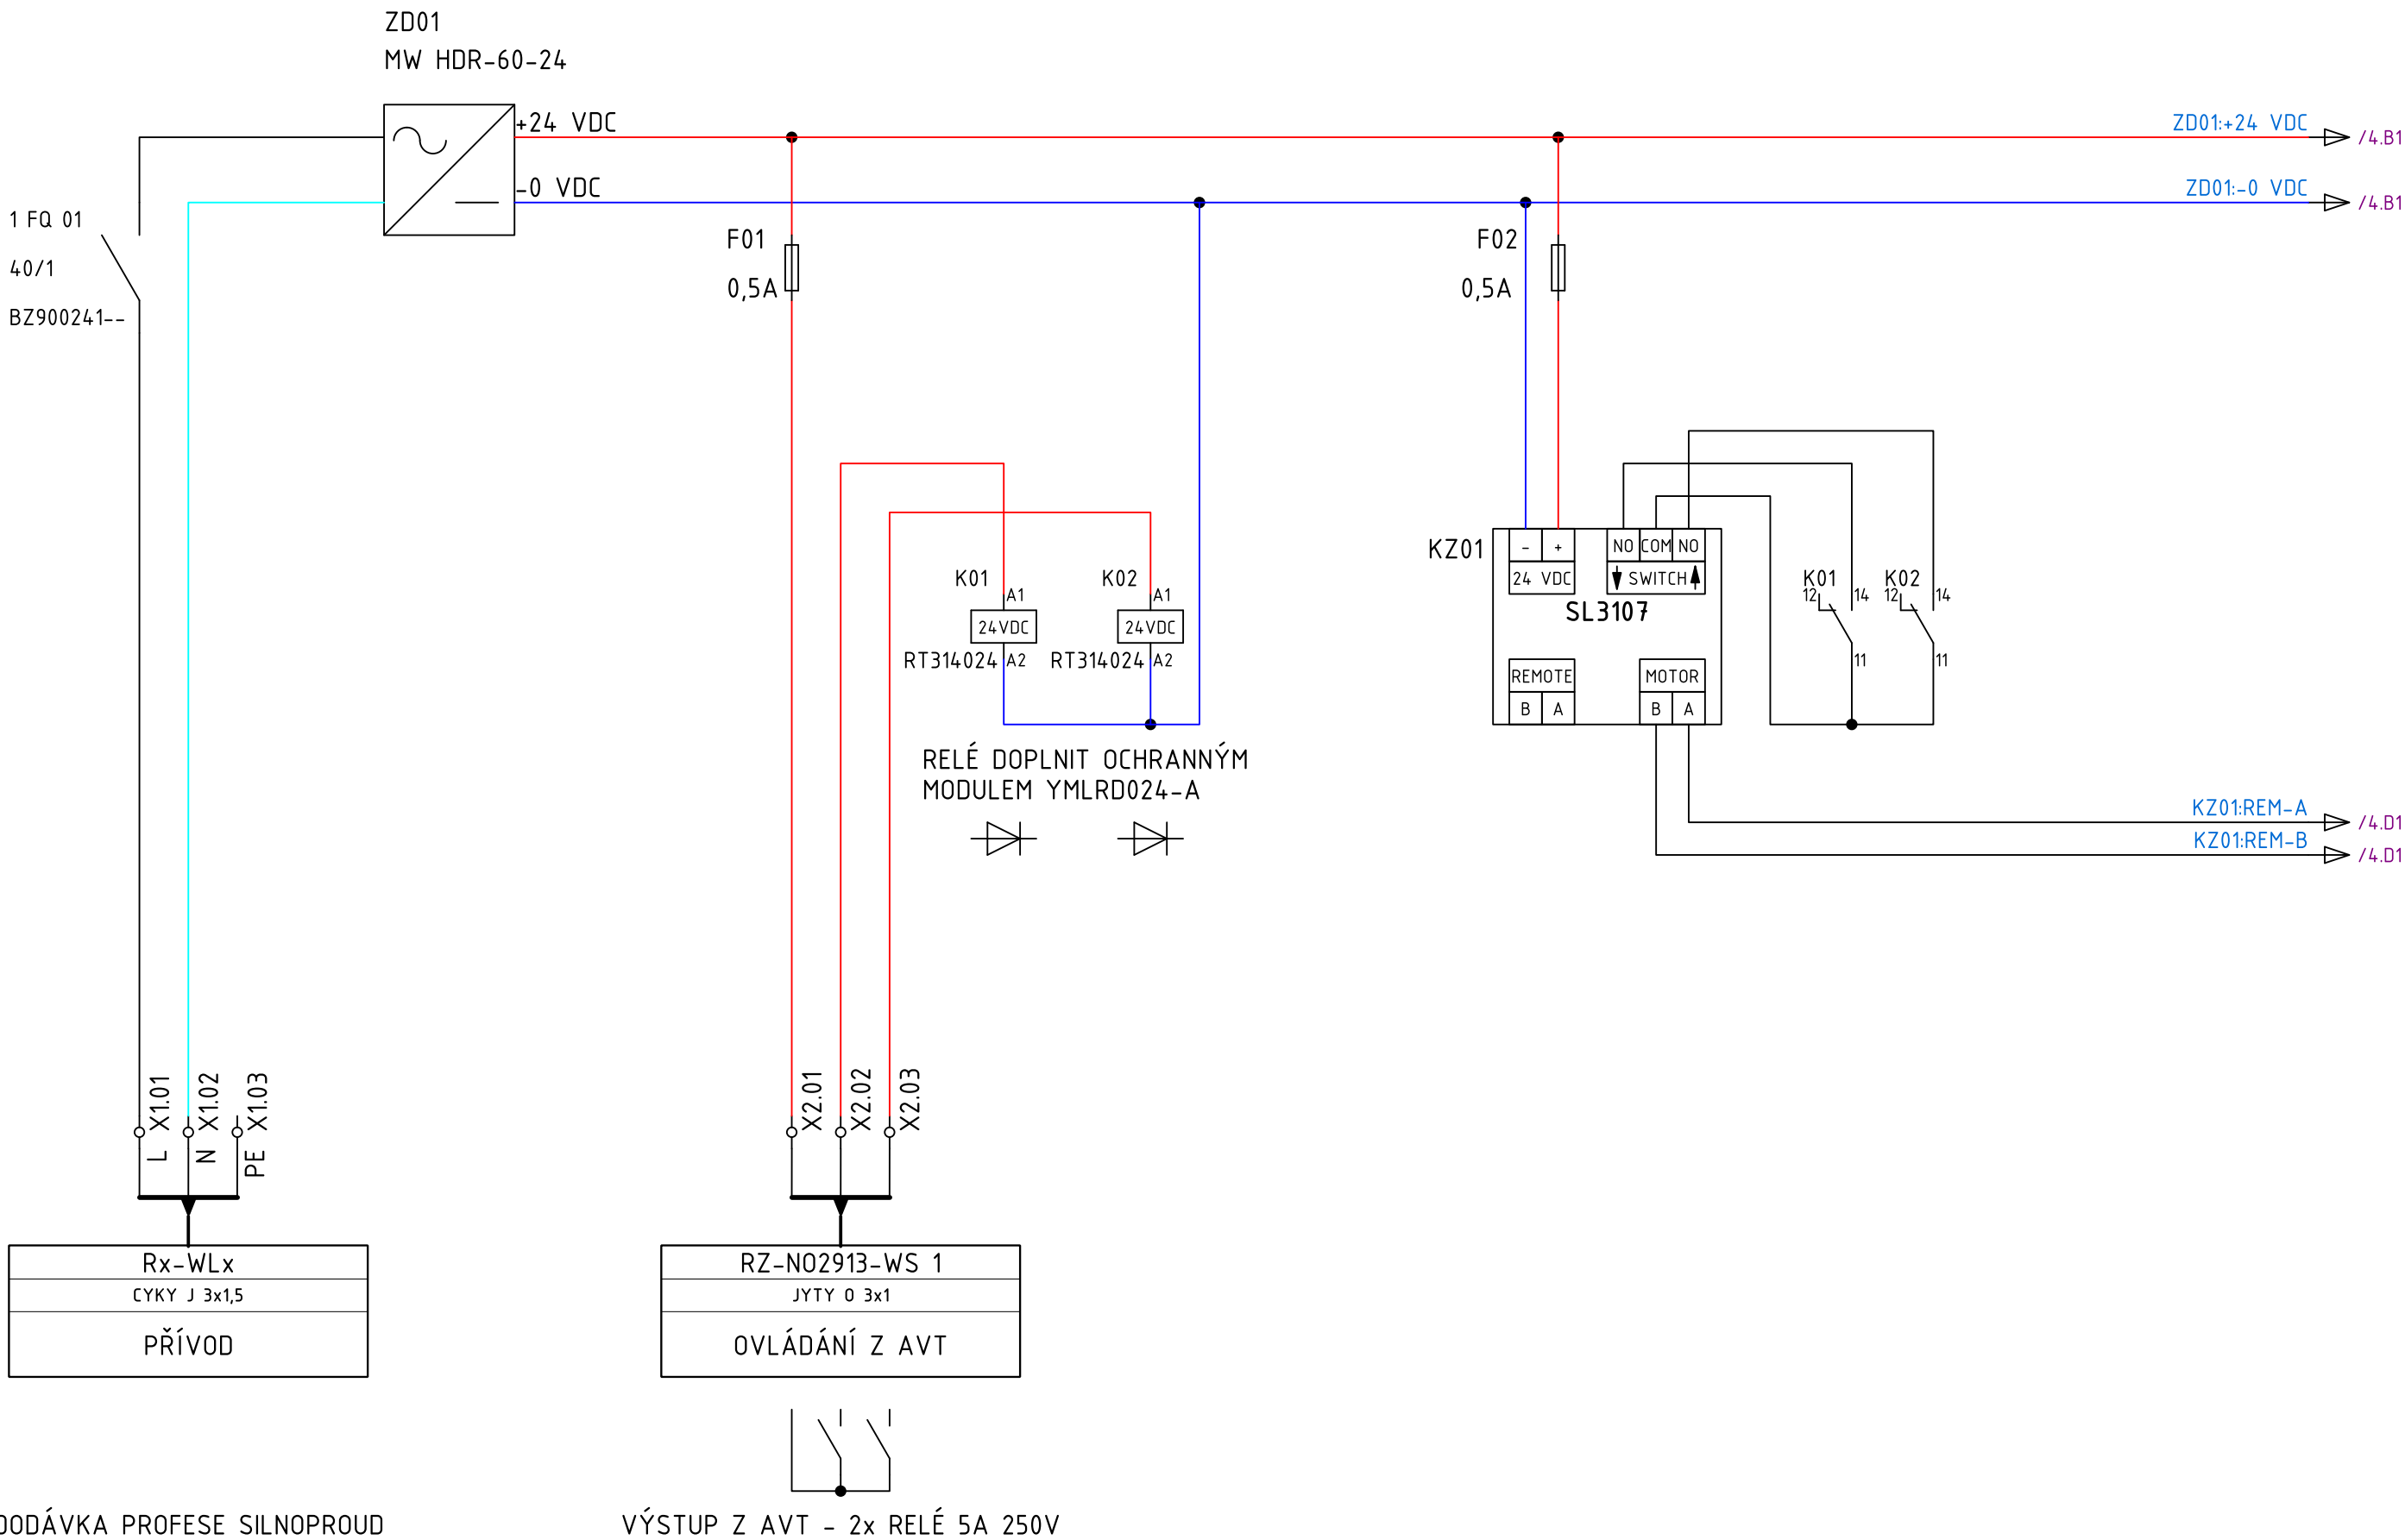 ZD01
MW HDR-60-24
+24 VDC
ZD01:+24 VDC
/4.B1
-0 VDC
ZD01:-0 VDC
/4.B1
1 FQ 01
40/1
BZ900241--
F01
0,5A
F02
0,5A
KZ01
- +
24 VDC
NO COM NO
SWITCH
SL3107
REMOTE
B A
MOTOR
B A
K01
A1
24VDC
RT314024 A2
K02
A1
24VDC
RT314024 A2
K01
12 14
11
K02
12 14
11
RELÉ DOPLNIT OCHRANNÝM
MODULEM YMLRD024-A
KZ01:REM-A
/4.D1
KZ01:REM-B
/4.D1
X1.01
X1.02
X1.03
L
N
PE
X2.01
X2.02
X2.03
Rx-WLx
CYKY J 3x1,5
PŘÍVOD
RZ-NO2913-WS 1
JYTY O 3x1
OVLÁDÁNÍ Z AVT
DODÁVKA PROFESE SILNOPROUD
VÝSTUP Z AVT - 2x RELÉ 5A 250V